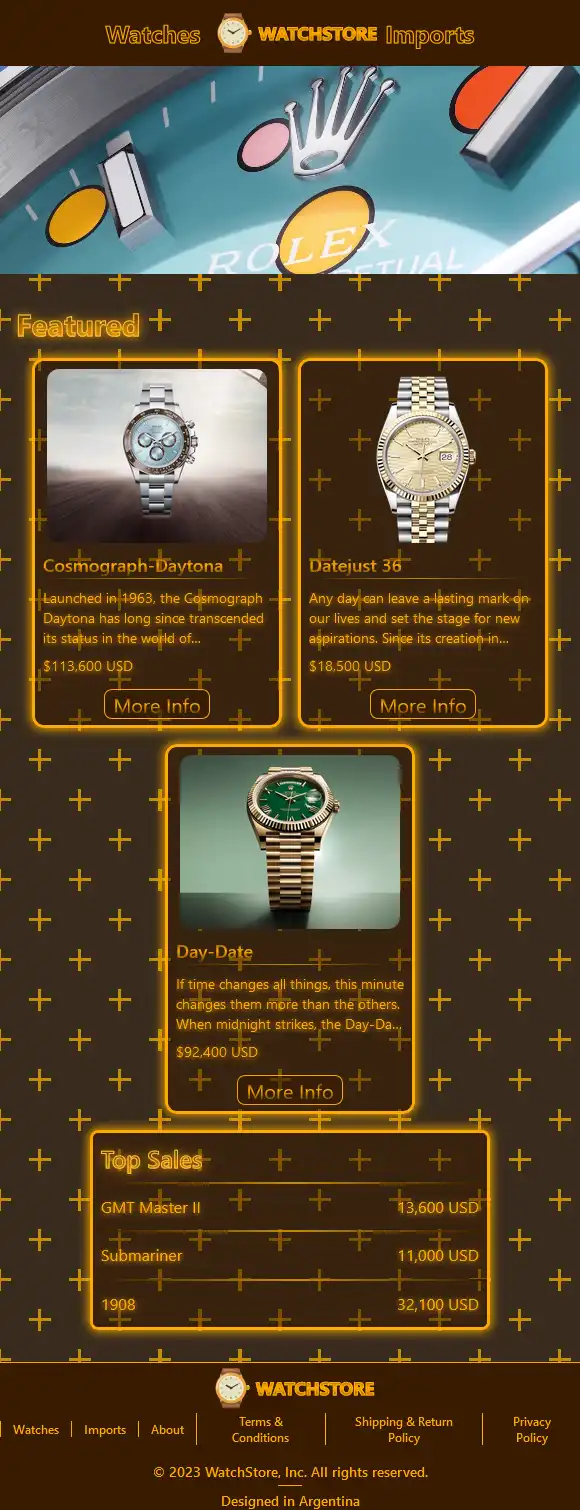 Watches WATCHSTORE Imports
ROLEX
PERPETUAL
Featured
Cosmograph-Daytona
Launched in 1963, the Cosmograph
Daytona has long since transcended
its status in the world of...
$113,600 USD
More Info
Datejust 36
Any day can leave a lasting mark on
our lives and set the stage for new
aspirations. Since its creation in...
$18,500 USD
More Info
28
Day-Date
If time changes all things, this minute
changes them more than the others.
When midnight strikes, the Day-Da...
$92,400 USD
More Info
Top Sales
GMT Master II 13,600 USD
Submariner 11,000 USD
1908 32,100 USD
WATCHSTORE
Watches
Imports
About
Terms &
Conditions
Shipping & Return
Policy
Privacy
Policy
© 2023 WatchStore, Inc. All rights reserved.
Designed in Argentina